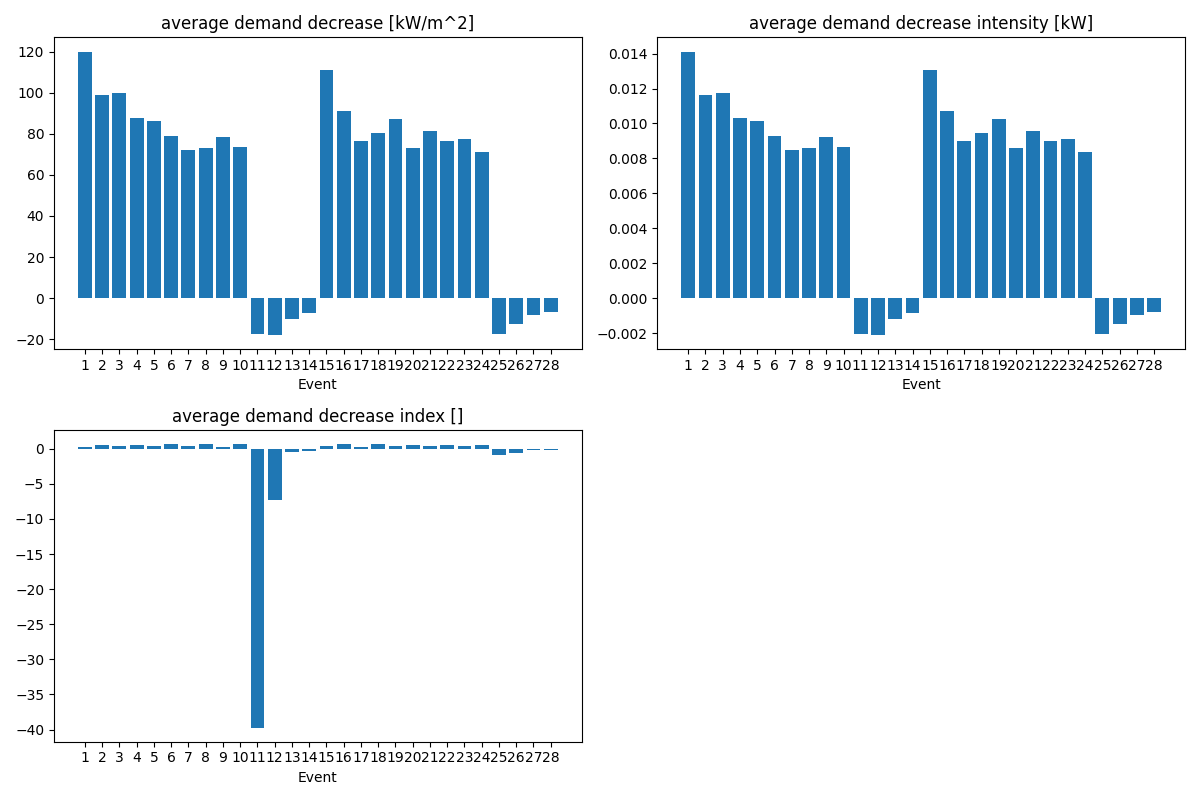 average demand decrease [kW/m^2]
120
100
80
60
40
20
0
−20
1 2 3 4 5 6 7 8 9 10 11 12 13 14 15 16 17 18 19 20 21 22 23 24 25 26 27 28
Event
average demand decrease intensity [kW]
0.014
0.012
0.010
0.008
0.006
0.004
0.002
0.000
−0.002
1 2 3 4 5 6 7 8 9 10 11 12 13 14 15 16 17 18 19 20 21 22 23 24 25 26 27 28
Event
average demand decrease index []
0
−5
−10
−15
−20
−25
−30
−35
−40
1 2 3 4 5 6 7 8 9 10 11 12 13 14 15 16 17 18 19 20 21 22 23 24 25 26 27 28
Event